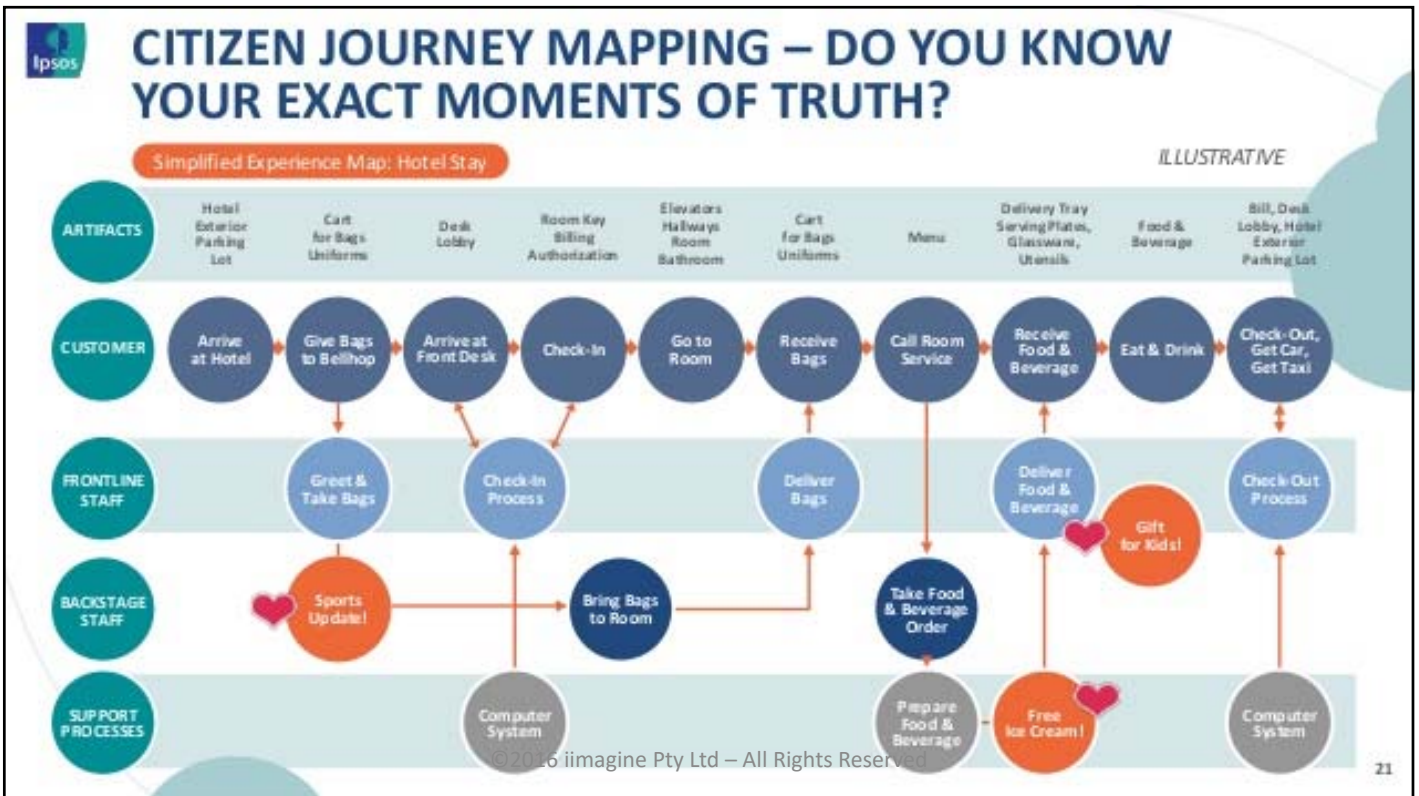 Ipsos
CITIZEN JOURNEY MAPPING – DO YOU KNOW
YOUR EXACT MOMENTS OF TRUTH?
Simplified Experience Map: Hotel Stay
ILLUSTRATIVE
ARTIFACTS
Hotel
Exterior
Parking
Lot
Cart
for Bags
Uniforms
Desk
Lobby
Room Key
Billing
Authorization
Elevators
Hallways
Room
Bathroom
Cart
for Bags
Uniforms
Menu
Delivery Tray
Serving Plates,
Glassware,
Utensils
Food &
Beverage
Bill, Desk
Lobby, Hotel
Exterior
Parking Lot
CUSTOMER
Arrive
at Hotel
Give Bags
to Bellhop
Arrive at
Front Desk
Check-In
Go to
Room
Receive
Bags
Call Room
Service
Receive
Food &
Beverage
Eat & Drink
Check-Out,
Get Car,
Get Taxi
FRONTLINE
STAFF
Greet &
Take Bags
Check-In
Process
Deliver
Bags
Deliver
Food &
Beverage
Gift
for Kids!
Check-Out
Process
BACKSTAGE
STAFF
Sports
Update!
Bring Bags
to Room
Take Food
& Beverage
Order
SUPPORT
PROCESSES
Computer
System
Prepare
Food &
Beverage
Free
Ice Cream!
Computer
System
©2016 iimagine Pty Ltd – All Rights Reserved
21